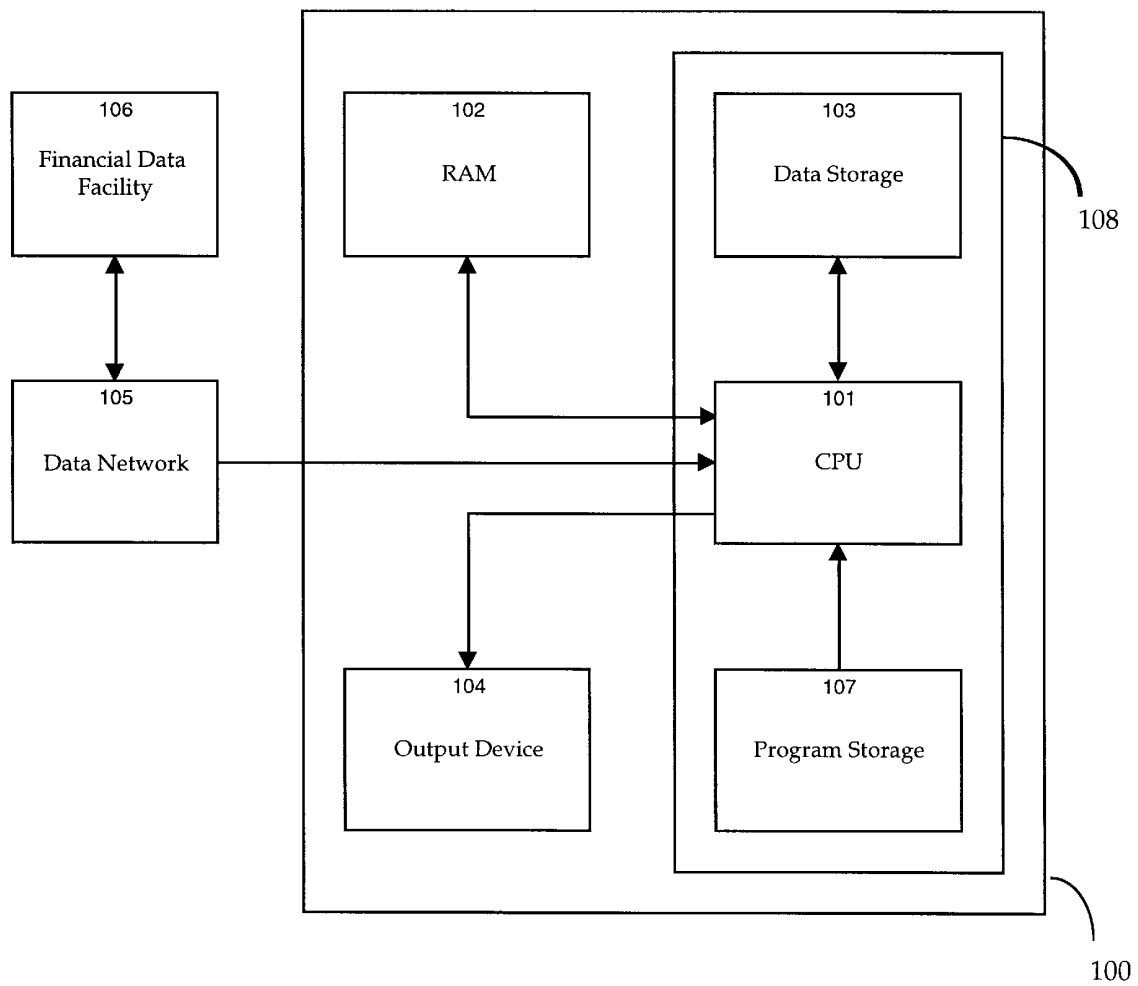 106
Financial Data
Facility
102
RAM
103
Data Storage
108
105
Data Network
101
CPU
104
Output Device
107
Program Storage
100